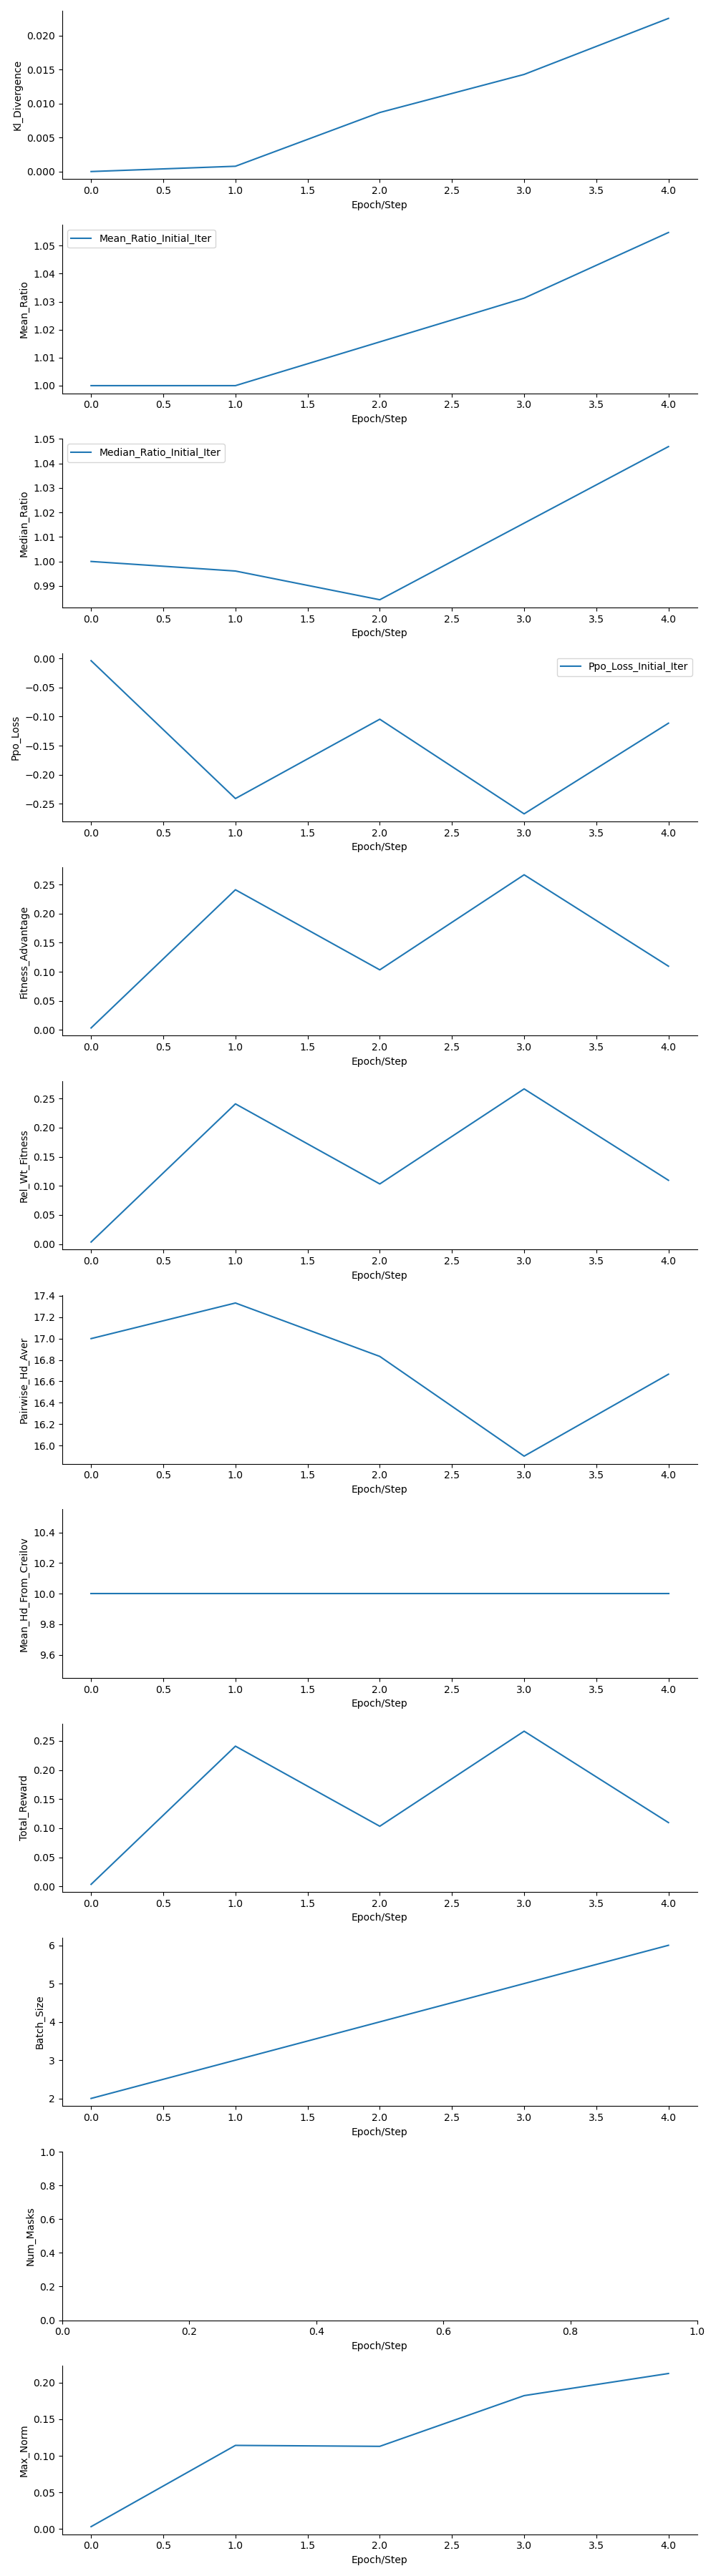 0.020
0.015
0.010
0.005
0.000
Kl_Divergence
0.0 0.5 1.0 1.5 2.0 2.5 3.0 3.5 4.0
Epoch/Step
Mean_Ratio_Initial_Iter
1.05
1.04
1.03
1.02
1.01
1.00
Mean_Ratio
0.0 0.5 1.0 1.5 2.0 2.5 3.0 3.5 4.0
Epoch/Step
Median_Ratio_Initial_Iter
1.05
1.04
1.03
1.02
1.01
1.00
0.99
Median_Ratio
0.0 0.5 1.0 1.5 2.0 2.5 3.0 3.5 4.0
Epoch/Step
Ppo_Loss_Initial_Iter
0.00
−0.05
−0.10
−0.15
−0.20
−0.25
Ppo_Loss
0.0 0.5 1.0 1.5 2.0 2.5 3.0 3.5 4.0
Epoch/Step
0.25
0.20
0.15
0.10
0.05
0.00
Fitness_Advantage
0.0 0.5 1.0 1.5 2.0 2.5 3.0 3.5 4.0
Epoch/Step
0.25
0.20
0.15
0.10
0.05
0.00
Rel_Wt_Fitness
0.0 0.5 1.0 1.5 2.0 2.5 3.0 3.5 4.0
Epoch/Step
17.4
17.2
17.0
16.8
16.6
16.4
16.2
16.0
Pairwise_Hd_Aver
0.0 0.5 1.0 1.5 2.0 2.5 3.0 3.5 4.0
Epoch/Step
10.4
10.2
10.0
9.8
9.6
Mean_Hd_From_Creilov
0.0 0.5 1.0 1.5 2.0 2.5 3.0 3.5 4.0
Epoch/Step
0.25
0.20
0.15
0.10
0.05
0.00
Total_Reward
0.0 0.5 1.0 1.5 2.0 2.5 3.0 3.5 4.0
Epoch/Step
6
5
4
3
2
Batch_Size
0.0 0.5 1.0 1.5 2.0 2.5 3.0 3.5 4.0
Epoch/Step
1.0
0.8
0.6
0.4
0.2
0.0
Num_Masks
0.0 0.2 0.4 0.6 0.8 1.0
Epoch/Step
0.20
0.15
0.10
0.05
0.00
Max_Norm
0.0 0.5 1.0 1.5 2.0 2.5 3.0 3.5 4.0
Epoch/Step